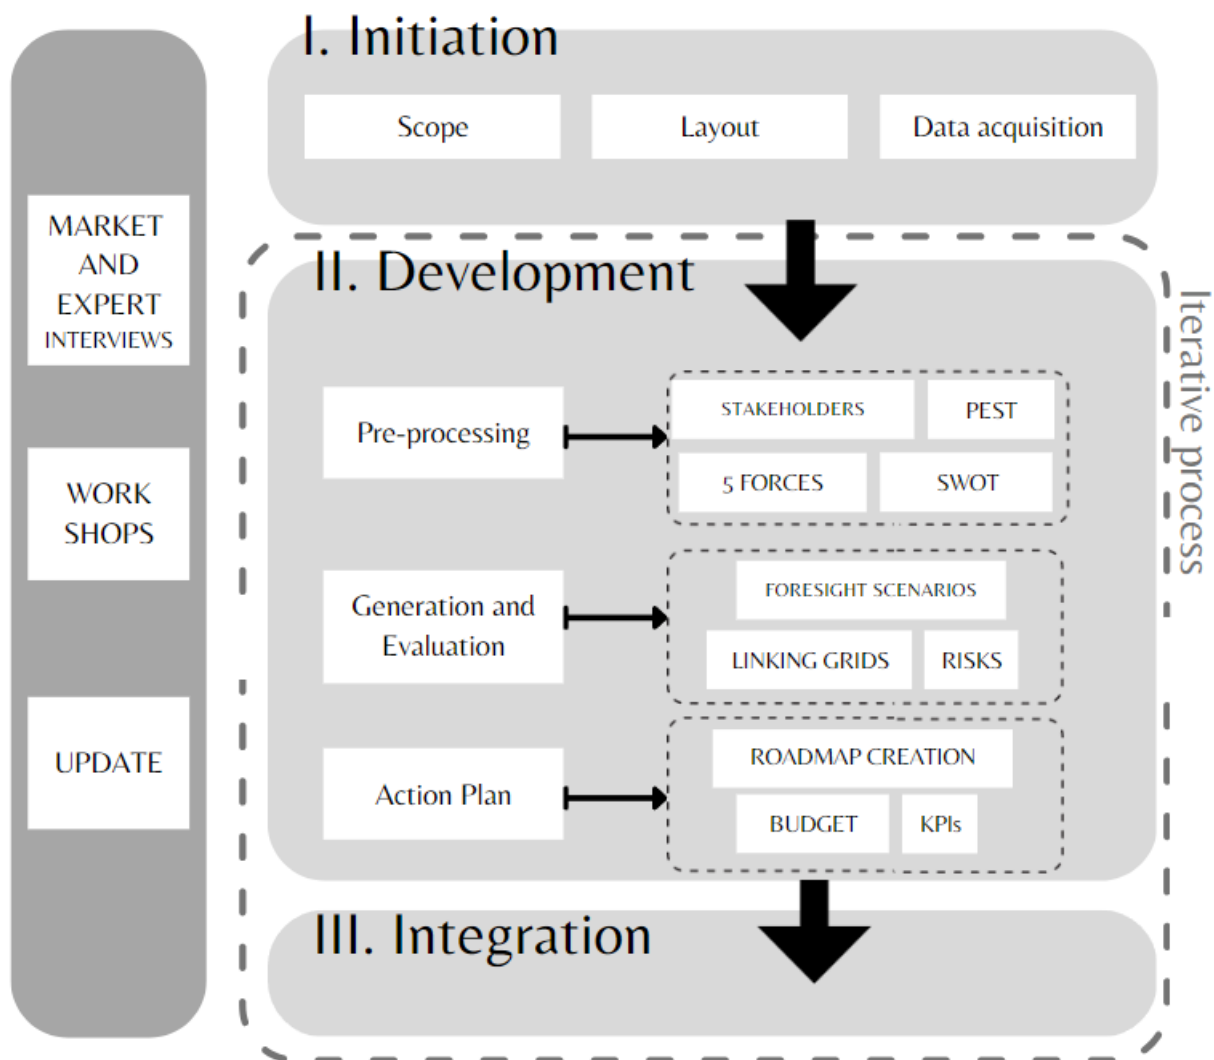 I. Initiation
Scope
Layout
Data acquisition
MARKET
AND
EXPERT
INTERVIEWS
WORK
SHOPS
UPDATE
II. Development
Pre-processing
STAKEHOLDERS
PEST
5 FORCES
SWOT
Generation and
Evaluation
FORESIGHT SCENARIOS
LINKING GRIDS
RISKS
Action Plan
ROADMAP CREATION
BUDGET
KPIs
III. Integration
Iterative process